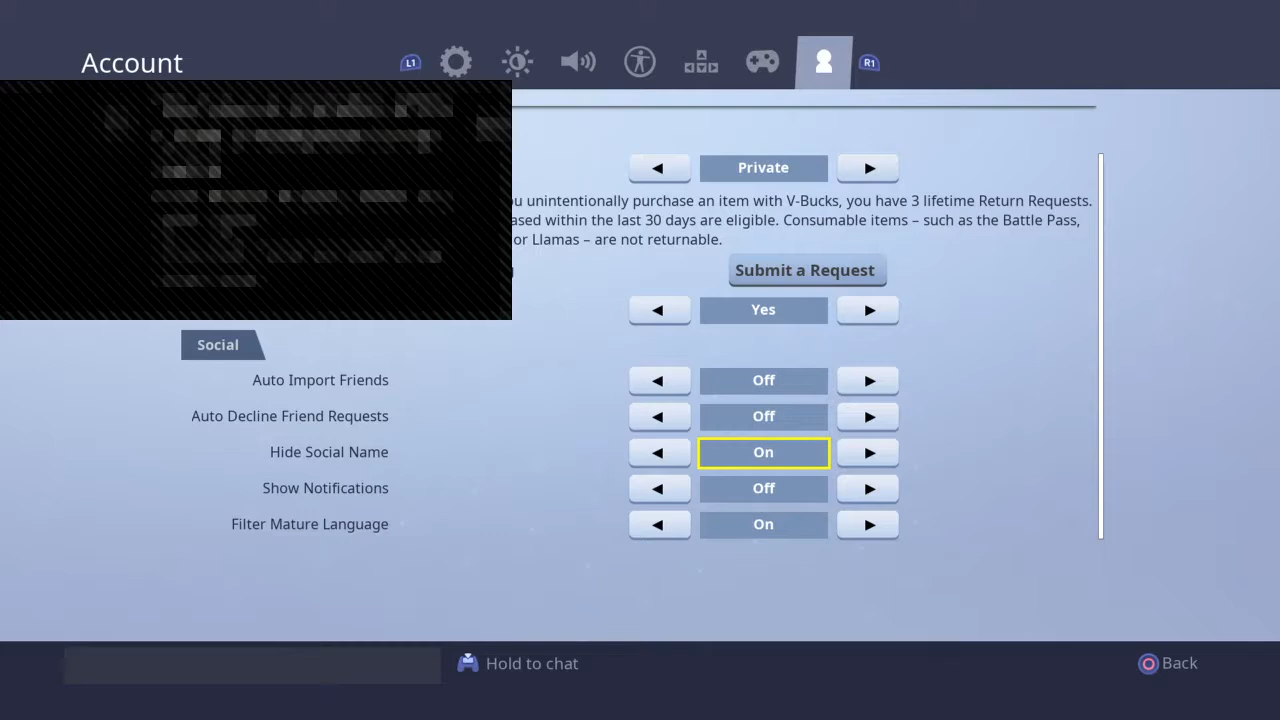 Account
L1
R1
Private
unintentionally purchase an item with V-Bucks, you have 3 lifetime Return Requests.
within the last 30 days are eligible. Consumable items – such as the Battle Pass,
or Llamas – are not returnable.
Submit a Request
Yes
Social
Auto Import Friends Off
Auto Decline Friend Requests Off
Hide Social Name On
Show Notifications Off
Filter Mature Language On
Hold to chat
Back